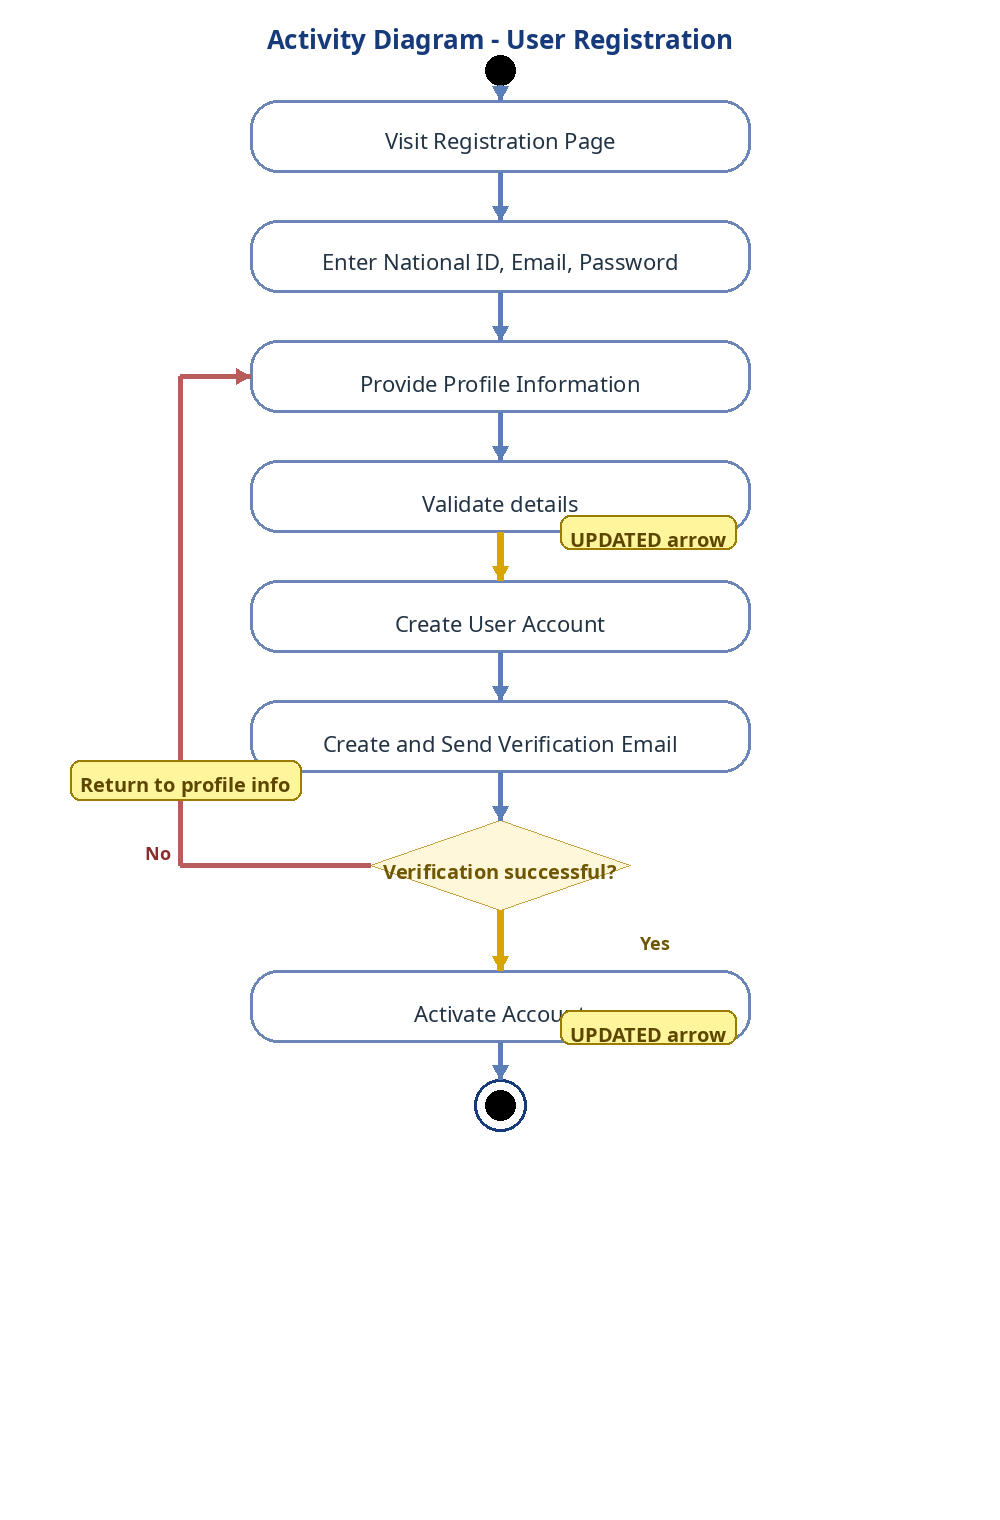 Activity Diagram - User Registration
Visit Registration Page
Enter National ID, Email, Password
Provide Profile Information
Validate details
UPDATED arrow
Create User Account
Create and Send Verification Email
Return to profile info
No
Verification successful?
Yes
Activate Account
UPDATED arrow